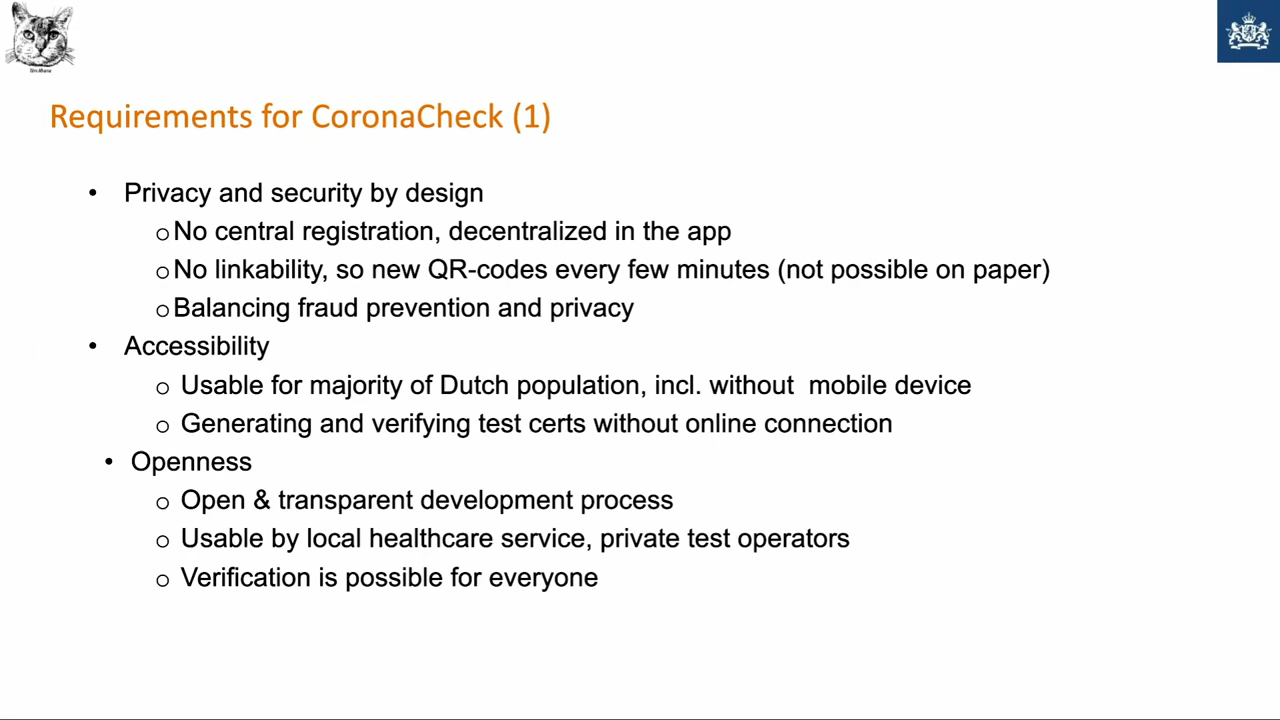 Requirements for CoronaCheck (1)
• Privacy and security by design
o No central registration, decentralized in the app
o No linkability, so new QR-codes every few minutes (not possible on paper)
o Balancing fraud prevention and privacy
• Accessibility
o Usable for majority of Dutch population, incl. without mobile device
o Generating and verifying test certs without online connection
• Openness
o Open & transparent development process
o Usable by local healthcare service, private test operators
o Verification is possible for everyone